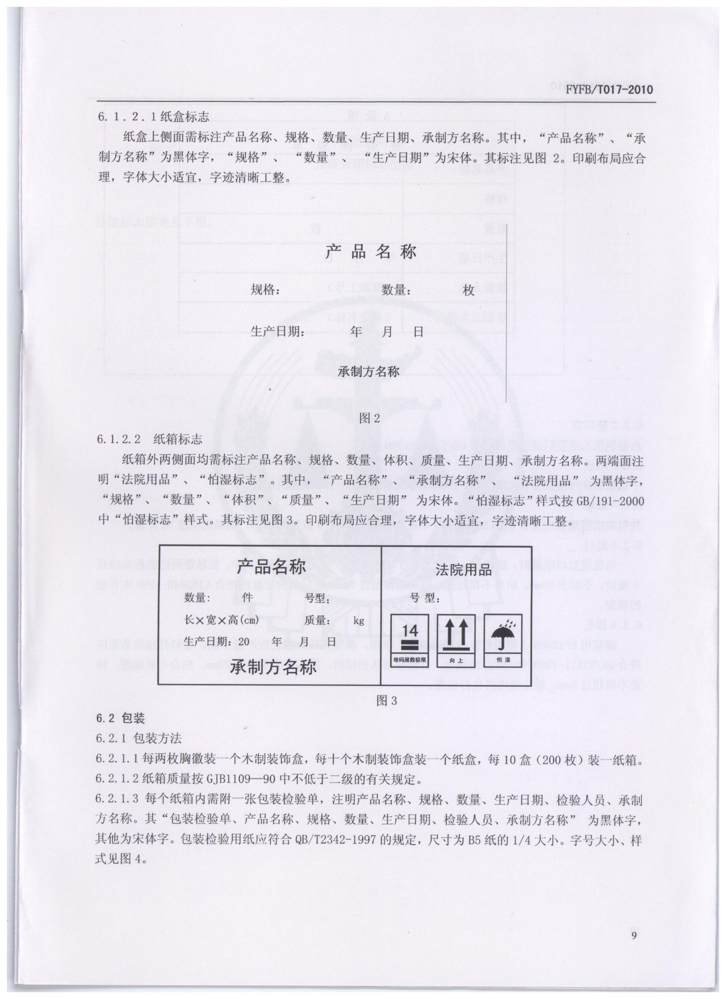 FYFB/T017-2010
6.1.2.1纸盒标志
纸盒上侧面需标注产品名称、规格、数量、生产日期、承制方名称。其中，“产品名称”、“承
制方名称”为黑体字，“规格”、“数量”、“生产日期”为宋体。其标注见图 2。印刷布局应合
理，字体大小适宜，字迹清晰工整。
产品名称
规格： 数量： 枚
生产日期： 年 月 日
承制方名称
图 2
6.1.2.2 纸箱标志
纸箱外两侧面均需标注产品名称、规格、数量、体积、质量、生产日期、承制方名称。两端面注
明“法院用品”、“怕湿标志”。其中，“产品名称”、“承制方名称”、“法院用品” 为黑体字，
“规格”、“数量”、“体积”、“质量”、“生产日期” 为宋体。“怕湿标志”样式按 GB/191-2000
中“怕湿标志”样式。其标注见图 3。印刷布局应合理，字体大小适宜，字迹清晰工整。
产品名称
数量: 件 号型：
长×宽×高(cm) 质量： kg
生产日期：20 年 月 日
承制方名称
法院用品
号 型：
14
堆码层数极限
向 上
怕 湿
图 3
6.2 包装
6.2.1 包装方法
6.2.1.1 每两枚胸徽装一个木制装饰盒，每十个木制装饰盒装一个纸盒，每 10 盒（200 枚）装一纸箱。
6.2.1.2 纸箱质量按 GJB1109—90 中不低于二级的有关规定。
6.2.1.3 每个纸箱内需附一张包装检验单，注明产品名称、规格、数量、生产日期、检验人员、承制
方名称。其“包装检验单、产品名称、规格、数量、生产日期、检验人员、承制方名称” 为黑体字，
其他为宋体字。包装检验用纸应符合 QB/T2342-1997 的规定，尺寸为 B5 纸的 1/4 大小。字号大小、样
式见图 4。
9